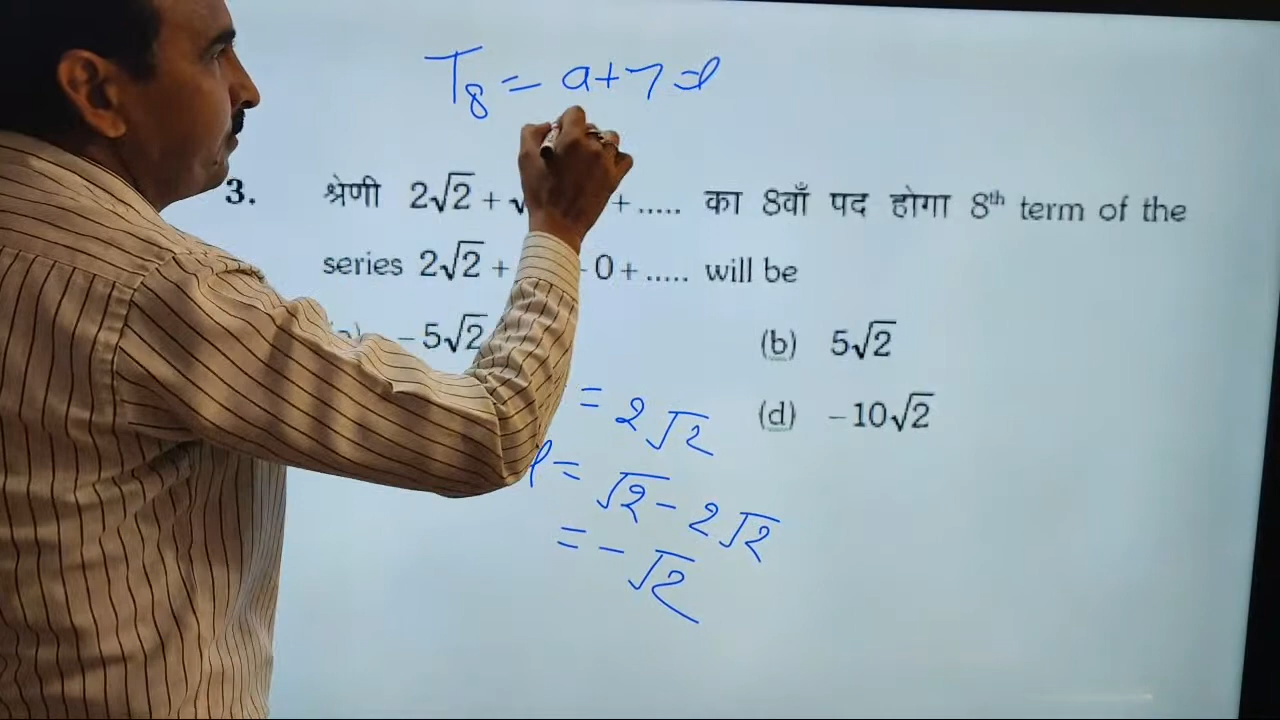 T₈ = a+7d
3. श्रेणी 2√2 + + ..... का 8वाँ पद होगा 8ᵗʰ term of the
series 2√2 + 0 + ..... will be
- 5√2 (b) 5√2
(d) - 10√2
= 2√2
= √2 - 2√2
= - √2